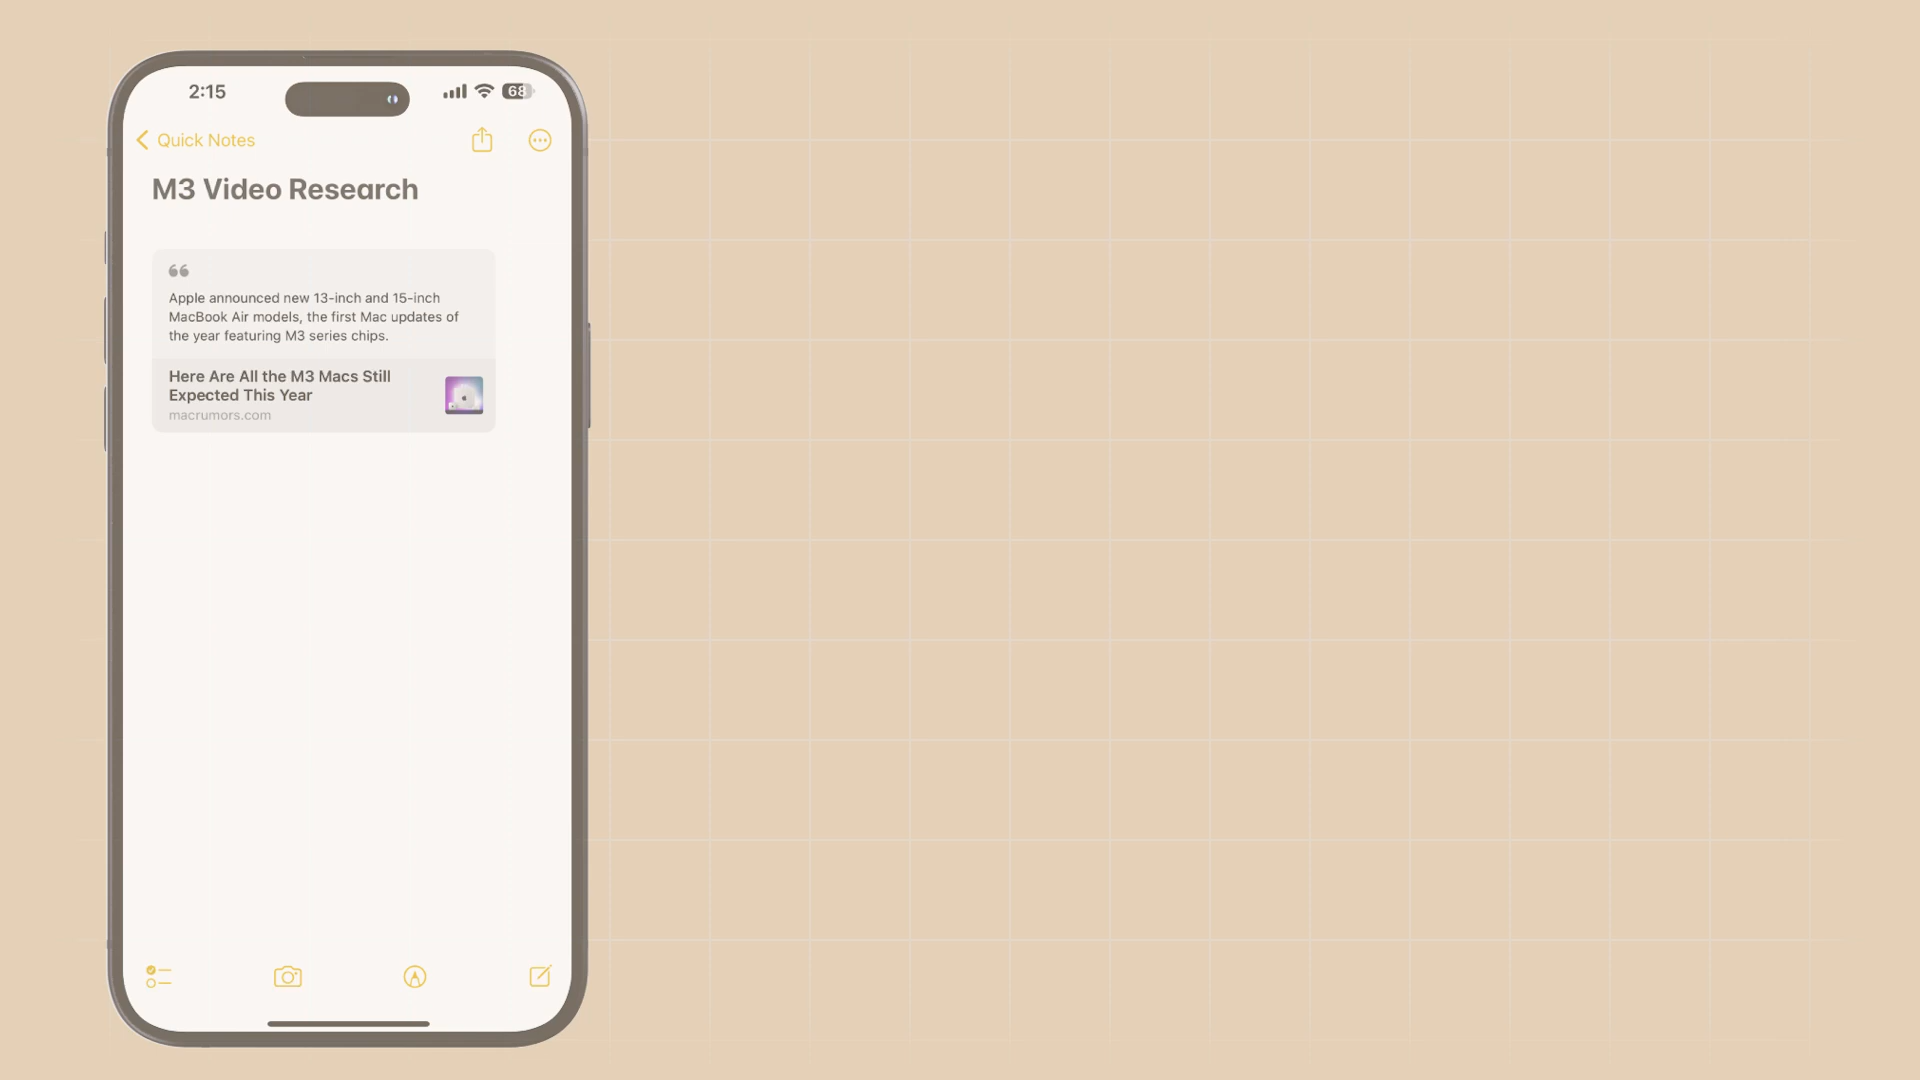 2:15
68
Quick Notes
M3 Video Research
Apple announced new 13-inch and 15-inch
MacBook Air models, the first Mac updates of
the year featuring M3 series chips.
Here Are All the M3 Macs Still
Expected This Year
macrumors.com